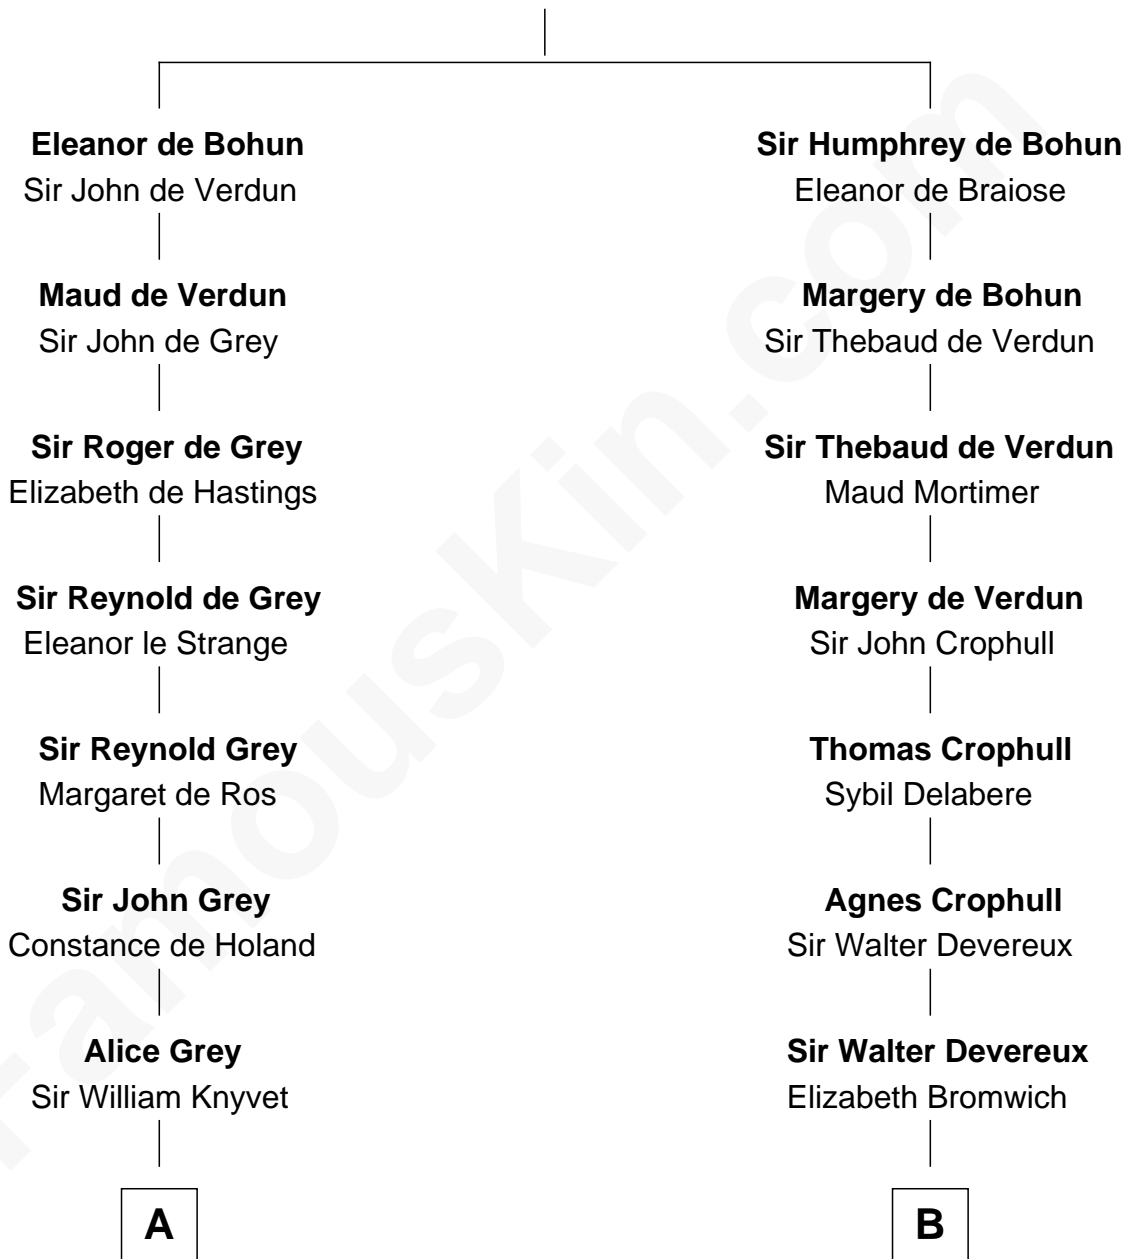 Eleanor de Bohun
Sir John de Verdun
Maud de Verdun
Sir John de Grey
Sir Roger de Grey
Elizabeth de Hastings
Sir Reynold de Grey
Eleanor le Strange
Sir Reynold Grey
Margaret de Ros
Sir John Grey
Constance de Holand
Alice Grey
Sir William Knyvet
A
Sir Humphrey de Bohun
Eleanor de Braiose
Margery de Bohun
Sir Thebaud de Verdun
Sir Thebaud de Verdun
Maud Mortimer
Margery de Verdun
Sir John Crophull
Thomas Crophull
Sybil Delabere
Agnes Crophull
Sir Walter Devereux
Sir Walter Devereux
Elizabeth Bromwich
B
FamousKin.com